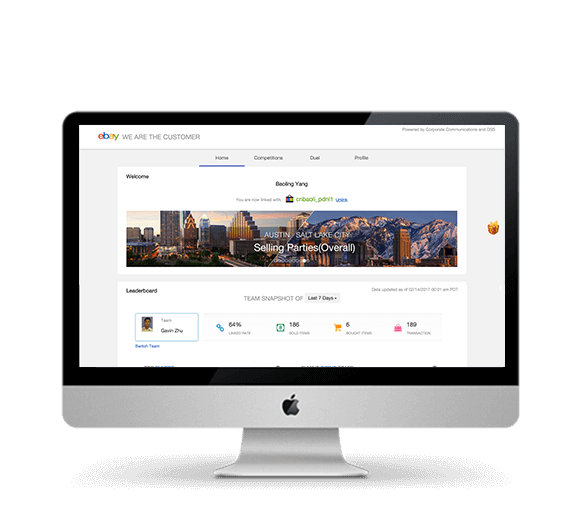 Powered by Corporate Communications and GSS
ebay WE ARE THE CUSTOMER
Home Competitions Duel Profile
Welcome
Baoling Yang
You are now linked with: cnbaoli_pdnV1 Unlink
AUSTIN - SALT LAKE CITY
Selling Parties(Overall)
Leaderboard
Data updated as of 02/14/2017 00:01 am PDT
TEAM SNAPSHOT OF Last 7 Days
Team
Gavin Zhu
64%
LINKED RATE
186
SOLD ITEMS
6
BOUGHT ITEMS
189
TRANSACTION
Switch Team